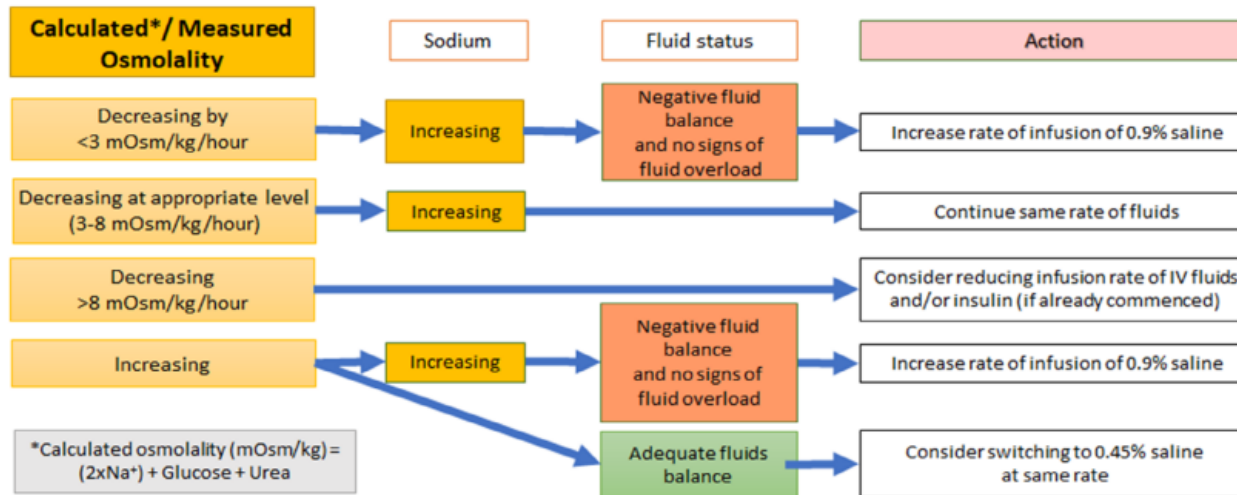 Calculated*/ Measured
Osmolality
Sodium
Fluid status
Action
Decreasing by
<3 mOsm/kg/hour
Increasing
Negative fluid
balance
and no signs of
fluid overload
Increase rate of infusion of 0.9% saline
Decreasing at appropriate level
(3-8 mOsm/kg/hour)
Increasing
Continue same rate of fluids
Decreasing
>8 mOsm/kg/hour
Consider reducing infusion rate of IV fluids
and/or insulin (if already commenced)
Increasing
Increasing
Negative fluid
balance
and no signs of
fluid overload
Increase rate of infusion of 0.9% saline
*Calculated osmolality (mOsm/kg) =
(2xNa⁺) + Glucose + Urea
Adequate fluids
balance
Consider switching to 0.45% saline
at same rate